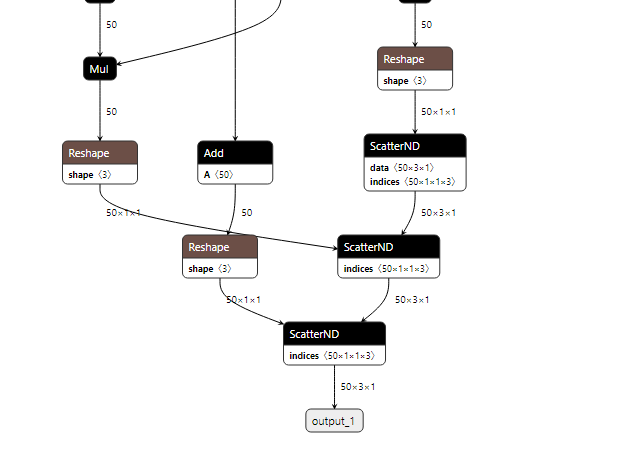 50
50
Mul
Reshape
shape 〈3〉
50
50×1×1
Reshape
shape 〈3〉
Add
A 〈50〉
ScatterND
data 〈50×3×1〉
indices 〈50×1×1×3〉
50×1×1
50
50×3×1
Reshape
shape 〈3〉
ScatterND
indices 〈50×1×1×3〉
50×1×1
50×3×1
ScatterND
indices 〈50×1×1×3〉
50×3×1
output_1